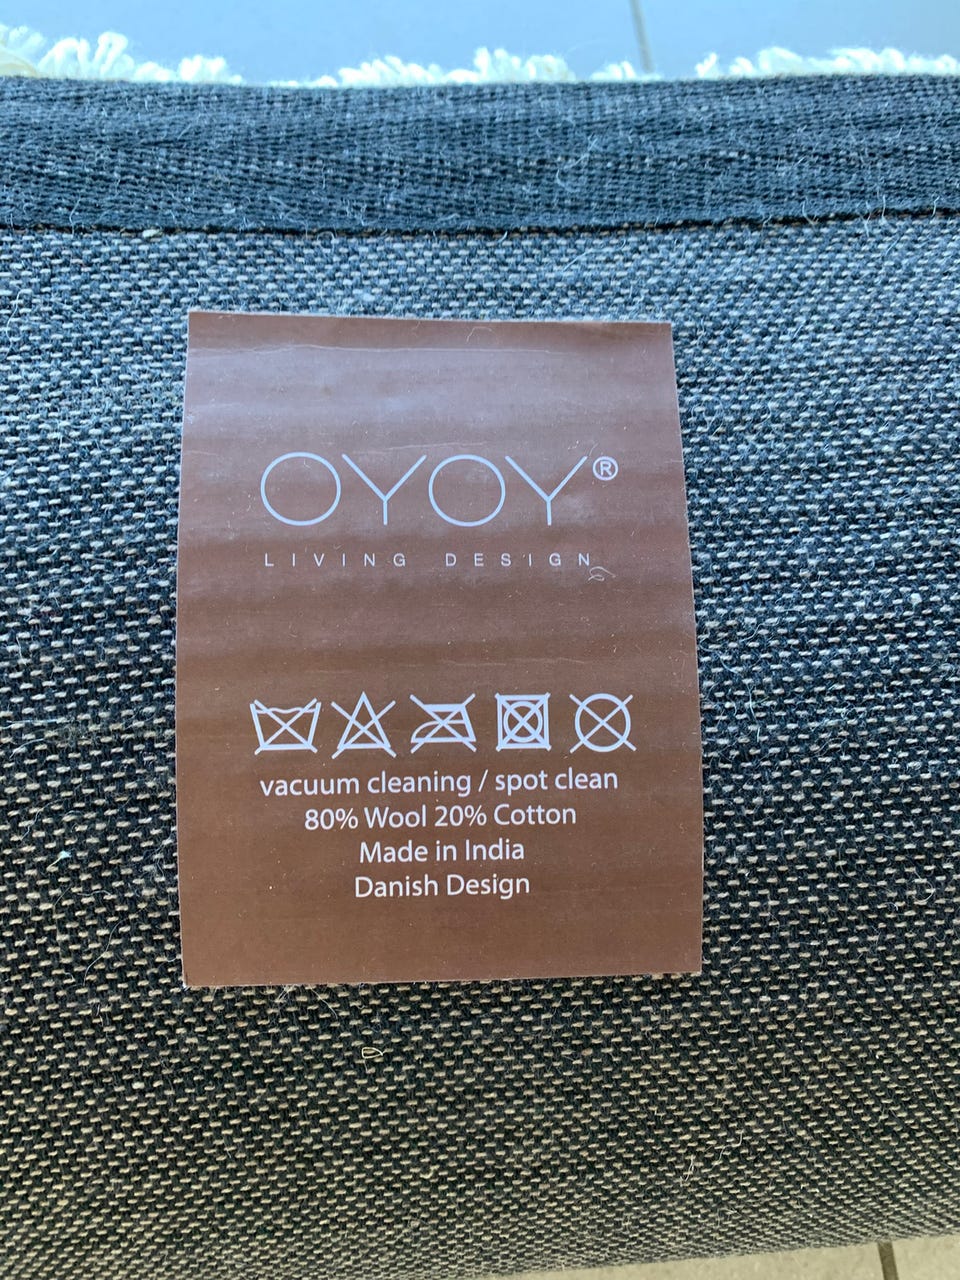 OYOY®
LIVING DESIGN
vacuum cleaning / spot clean
80% Wool 20% Cotton
Made in India
Danish Design